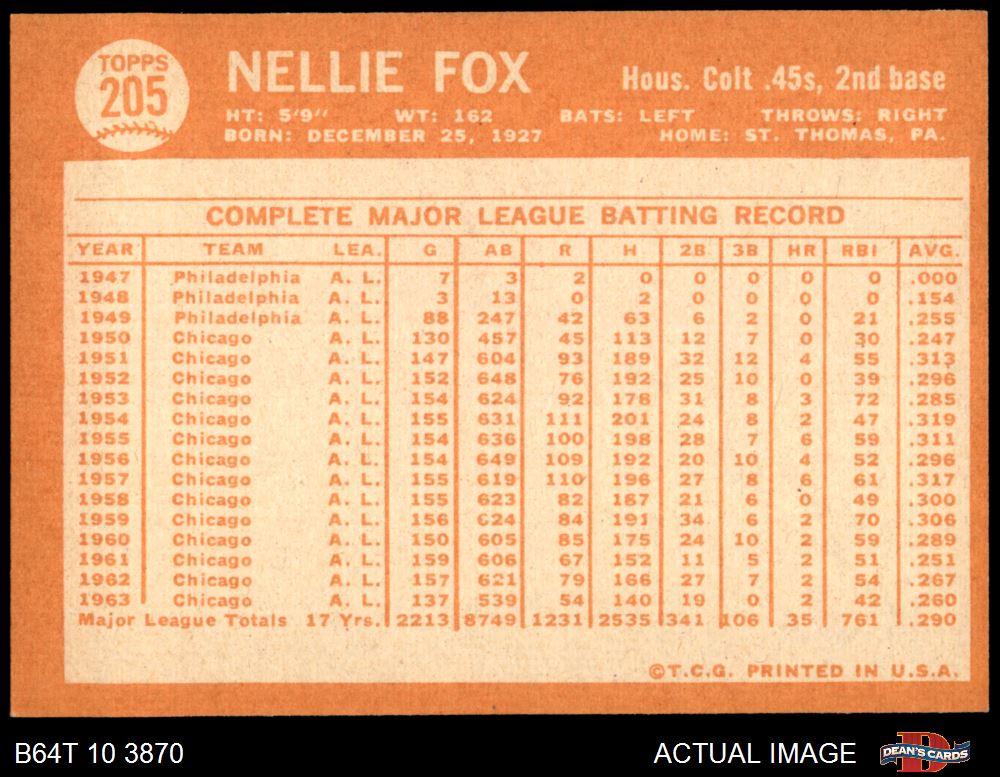 TOPPS
205
NELLIE FOX
Hous. Colt .45s, 2nd base
HT: 5'9" WT: 162 BATS: LEFT THROWS: RIGHT
BORN: DECEMBER 25, 1927 HOME: ST. THOMAS, PA.
COMPLETE MAJOR LEAGUE BATTING RECORD
YEAR TEAM LEA. G AB R H 2B 3B HR RBI AVG.
1947 Philadelphia A. L. 7 3 2 0 0 0 0 0 .000
1948 Philadelphia A. L. 3 13 0 2 0 0 0 0 .154
1949 Philadelphia A. L. 88 247 42 63 6 2 0 21 .255
1950 Chicago A. L. 130 457 45 113 12 7 0 30 .247
1951 Chicago A. L. 147 604 93 189 32 12 4 55 .313
1952 Chicago A. L. 152 648 76 192 25 10 0 39 .296
1953 Chicago A. L. 154 624 92 178 31 8 3 72 .285
1954 Chicago A. L. 155 631 111 201 24 8 2 47 .319
1955 Chicago A. L. 154 636 100 198 28 7 6 59 .311
1956 Chicago A. L. 154 649 109 192 20 10 4 52 .296
1957 Chicago A. L. 155 619 110 196 27 8 6 61 .317
1958 Chicago A. L. 155 623 82 187 21 6 0 49 .300
1959 Chicago A. L. 156 624 84 191 34 6 2 70 .306
1960 Chicago A. L. 150 605 85 175 24 10 2 59 .289
1961 Chicago A. L. 159 606 67 152 11 5 2 51 .251
1962 Chicago A. L. 157 621 79 166 27 7 2 54 .267
1963 Chicago A. L. 137 539 54 140 19 0 2 42 .260
Major League Totals 17 Yrs. 2213 8749 1231 2535 341 106 35 761 .290
©T.C.G. PRINTED IN U.S.A.
B64T 10 3870 ACTUAL IMAGE DEAN'S CARDS